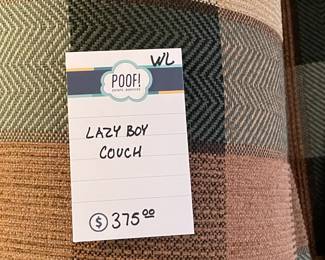 WL
POOF!
ESTATE SERVICES
LAZY BOY
COUCH
$ 375.00